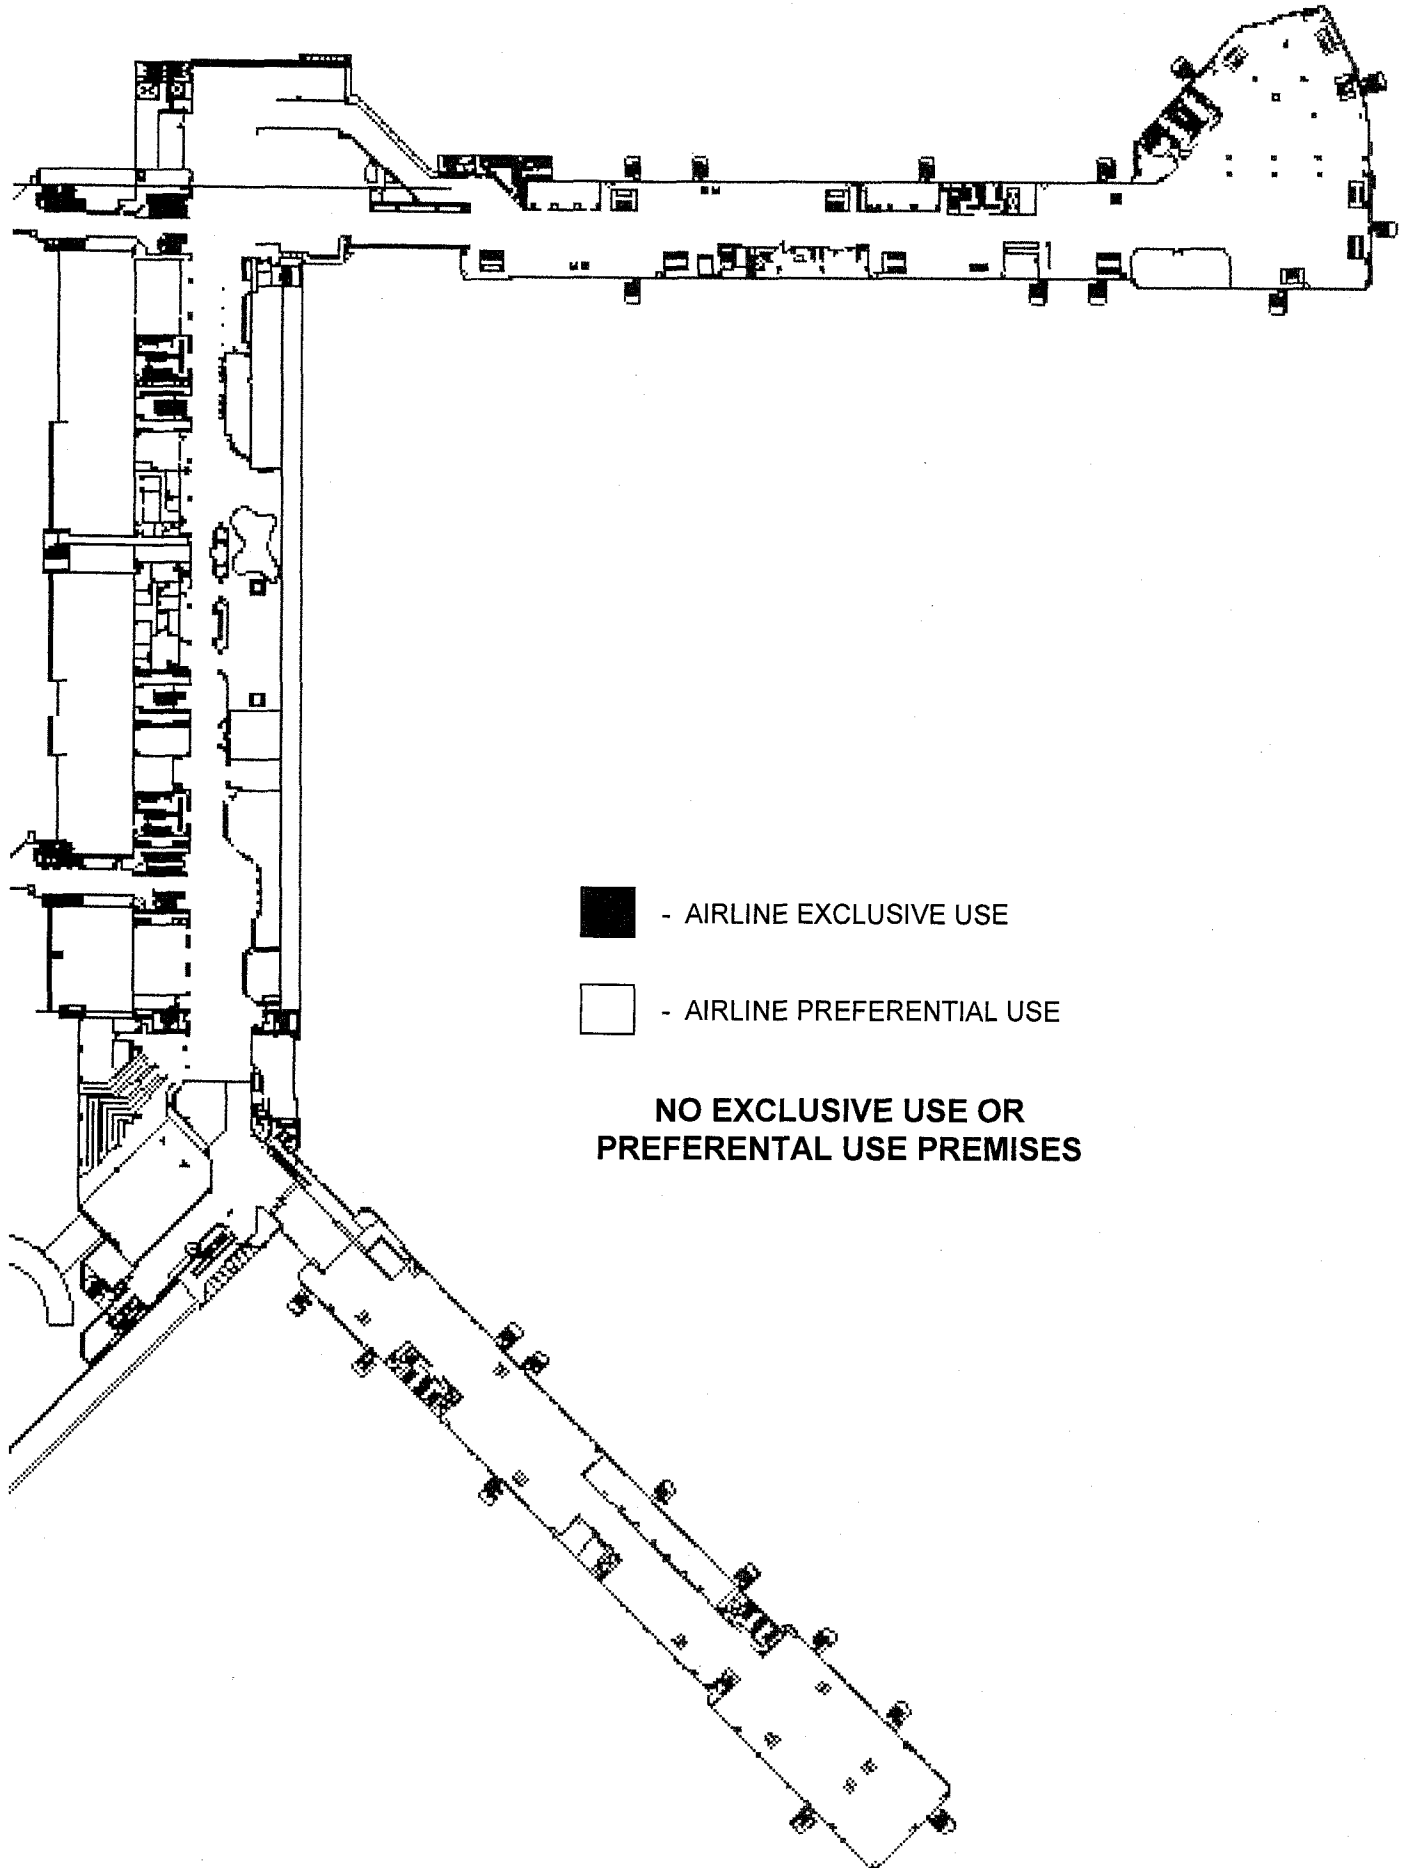 - AIRLINE EXCLUSIVE USE
- AIRLINE PREFERENTIAL USE
NO EXCLUSIVE USE OR
PREFERENTAL USE PREMISES